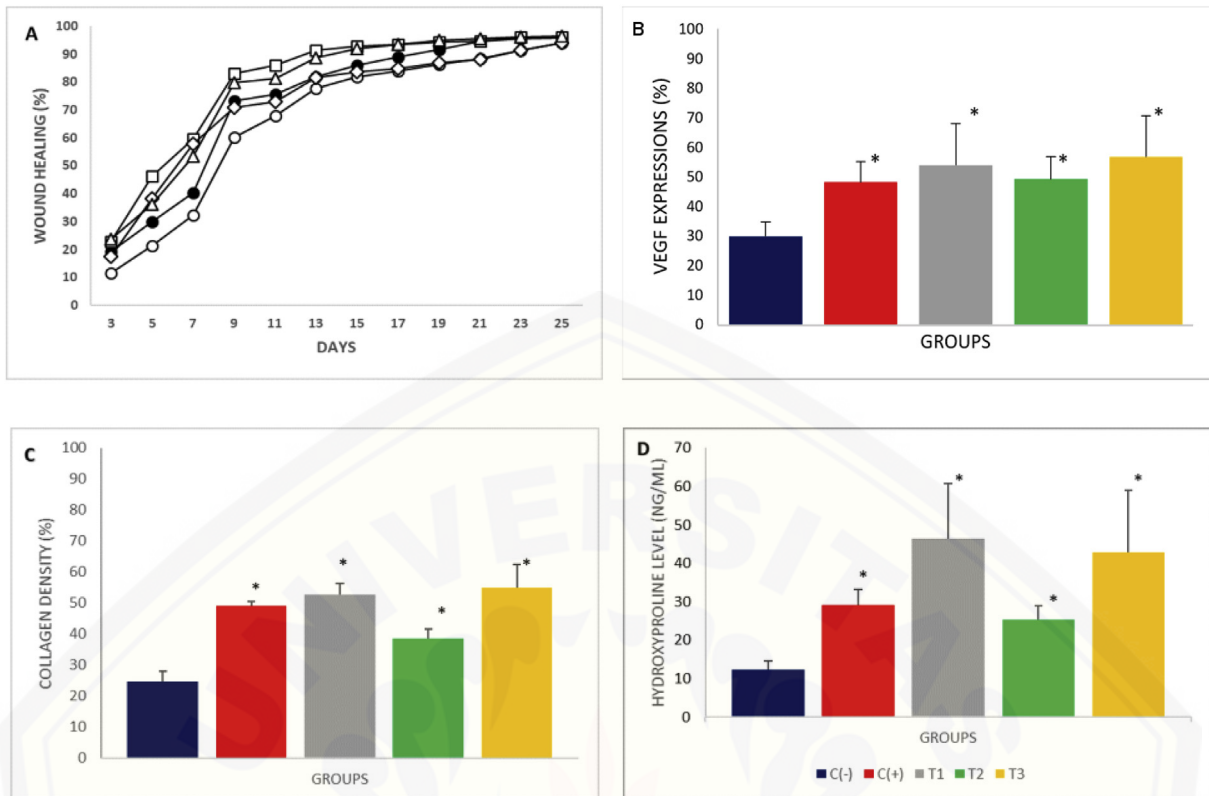 A
100
90
80
70
60
50
40
30
20
10
0
WOUND HEALING (%)
3 5 7 9 11 13 15 17 19 21 23 25
DAYS
B
100
90
80
70
60
50
40
30
20
10
0
VEGF EXPRESSIONS (%)
* * * *
GROUPS
C
100
90
80
70
60
50
40
30
20
10
0
COLLAGEN DENSITY (%)
* * * *
GROUPS
D
70
60
50
40
30
20
10
0
HYDROXYPROLINE LEVEL (NG/ML)
* * * *
GROUPS
C(-) C(+) T1 T2 T3
UNIVERSITAS